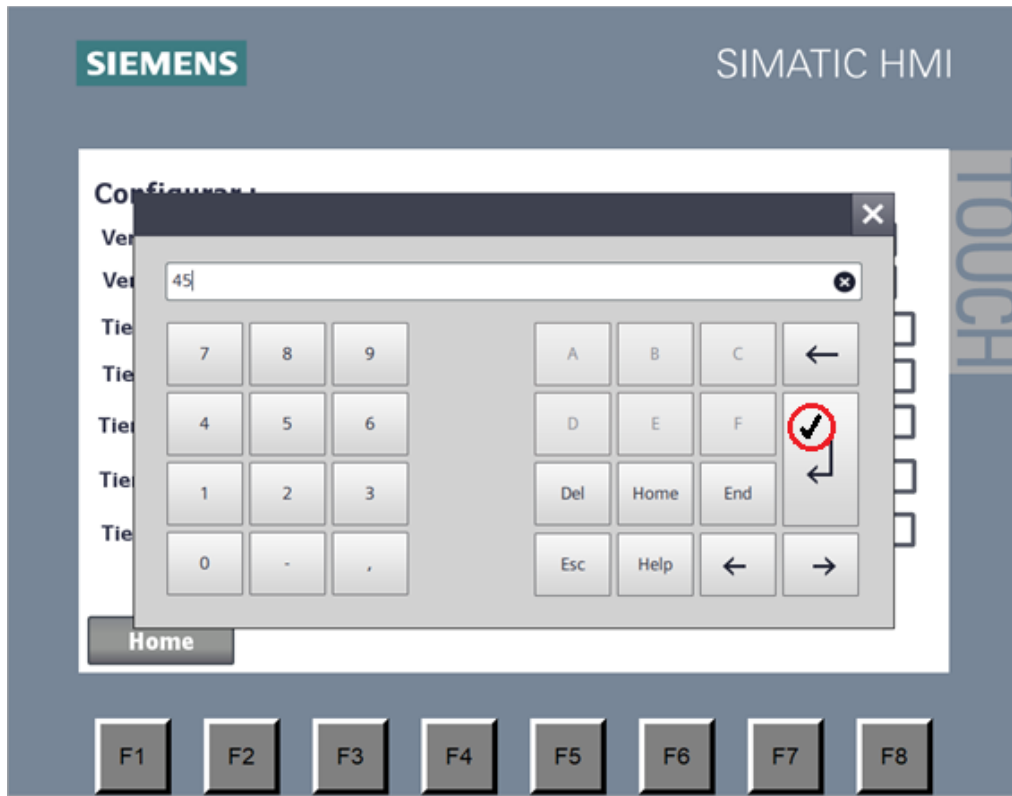 SIEMENS
SIMATIC HMI
TOUCH
Configurar :
45
7 8 9 A B C
4 5 6 D E F
1 2 3 Del Home End
0 - , Esc Help
Home
F1 F2 F3 F4 F5 F6 F7 F8